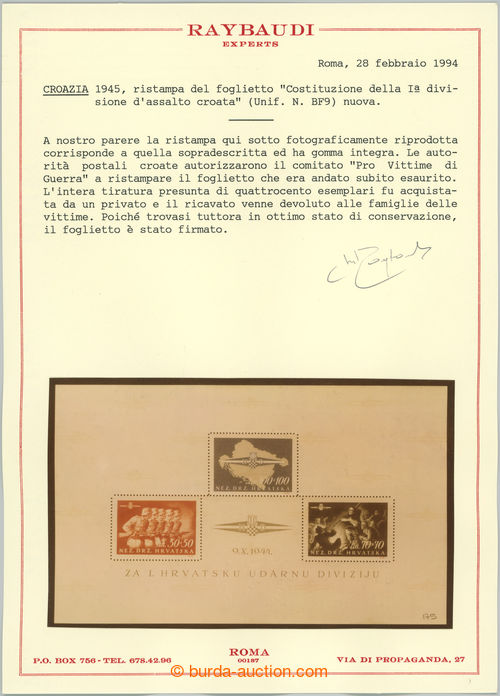 RAYBAUDI
EXPERTS
Roma, 28 febbraio 1994
CROAZIA 1945, ristampa del foglietto "Costituzione della Iª divi-
sione d'assalto croata" (Unif. N. BF9) nuova.
A nostro parere la ristampa qui sotto fotograficamente riprodotta
corrisponde a quella sopradescritta ed ha gomma integra. Le auto-
rità postali croate autorizzarono il comitato "Pro Vittime di
Guerra" a ristampare il foglietto che era andato subito esaurito.
L'intera tiratura presunta di quattrocento esemplari fu acquista-
ta da un privato e il ricavato venne devoluto alle famiglie delle
vittime. Poiché trovasi tuttora in ottimo stato di conservazione,
il foglietto è stato firmato.
NEZ. DRŽ. HRVATSKA
50+50
NEZ. DRŽ. HRVATSKA
70+70
NEZ. DRŽ. HRVATSKA
9.X.1944.
ZA I. HRVATSKU UDARNU DIVIZIJU
ROMA
00187
P.O. BOX 756 - TEL. 678.42.96
VIA DI PROPAGANDA, 27
burda-auction.com